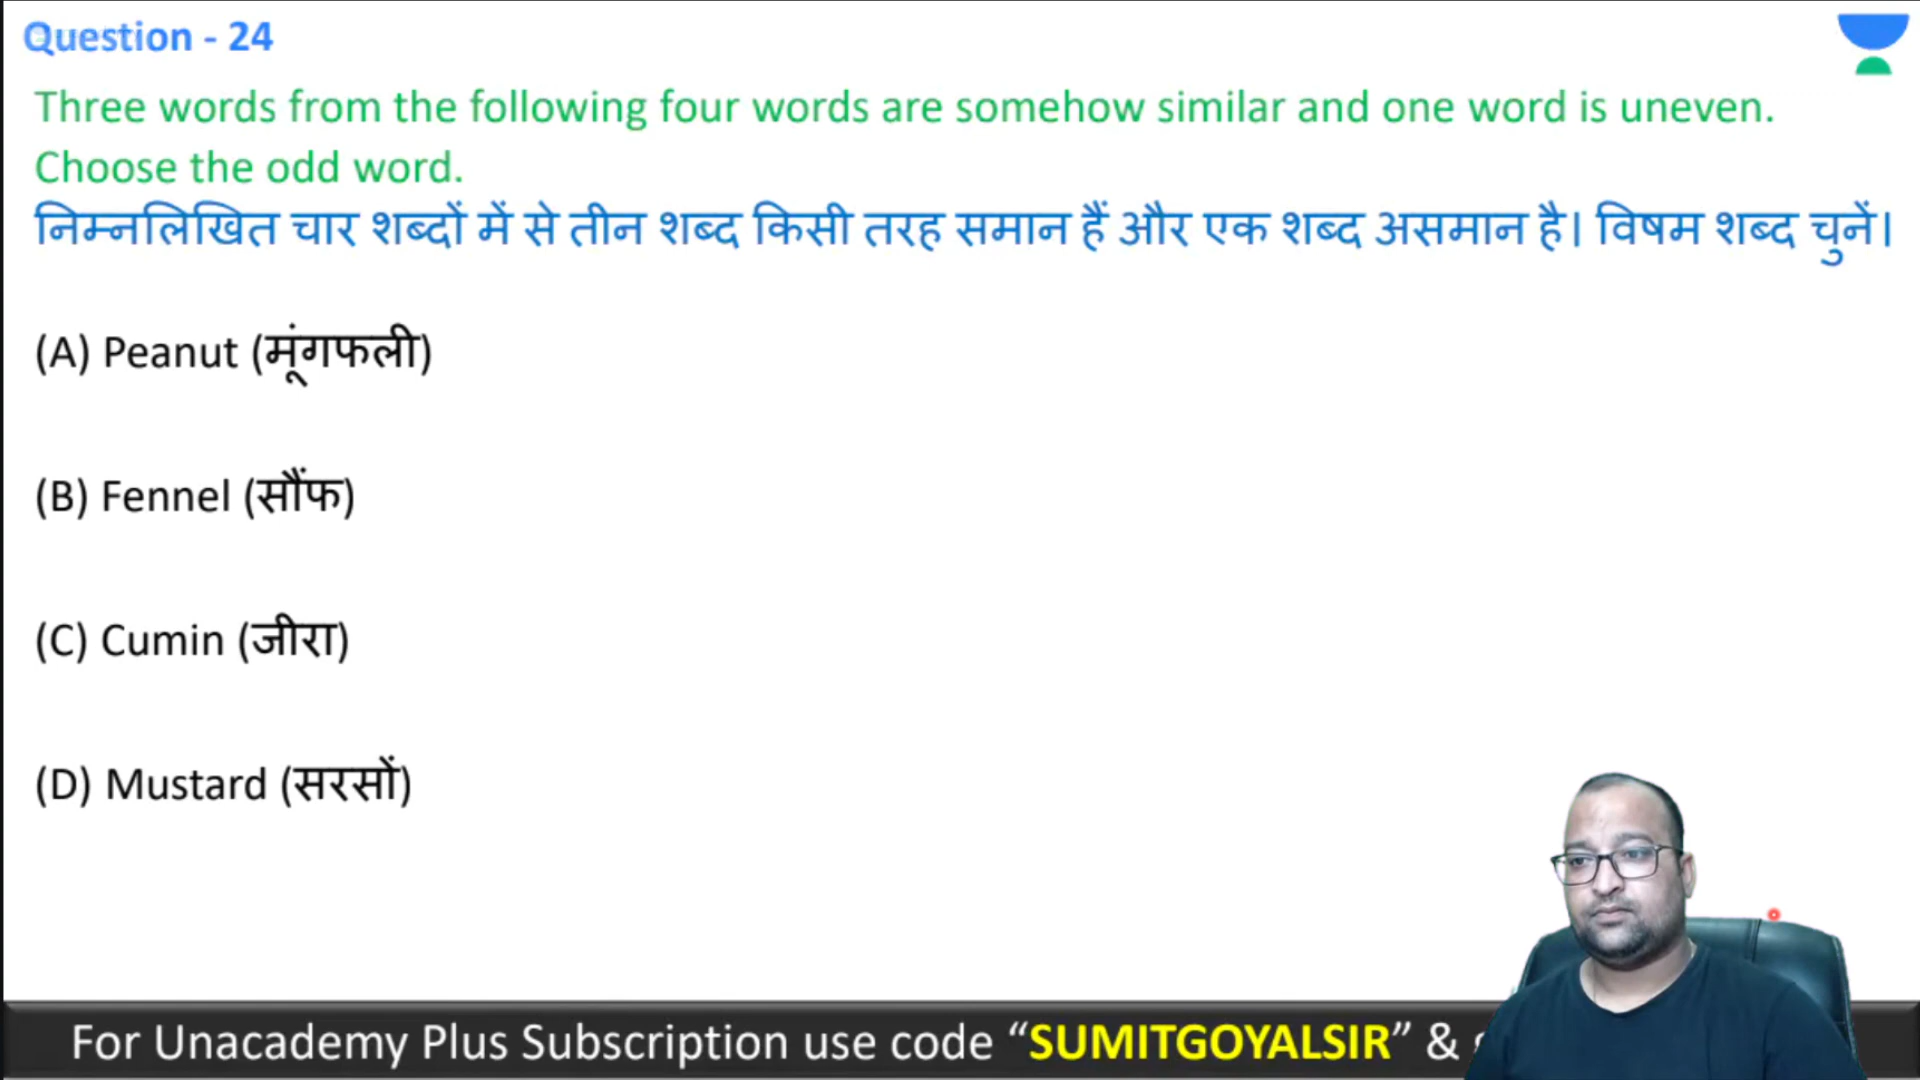 Question - 24
Three words from the following four words are somehow similar and one word is uneven.
Choose the odd word.
निम्नलिखित चार शब्दों में से तीन शब्द किसी तरह समान हैं और एक शब्द असमान है। विषम शब्द चुनें।
(A) Peanut (मूंगफली)
(B) Fennel (सौंफ)
(C) Cumin (जीरा)
(D) Mustard (सरसों)
For Unacademy Plus Subscription use code “SUMITGOYALSIR” &